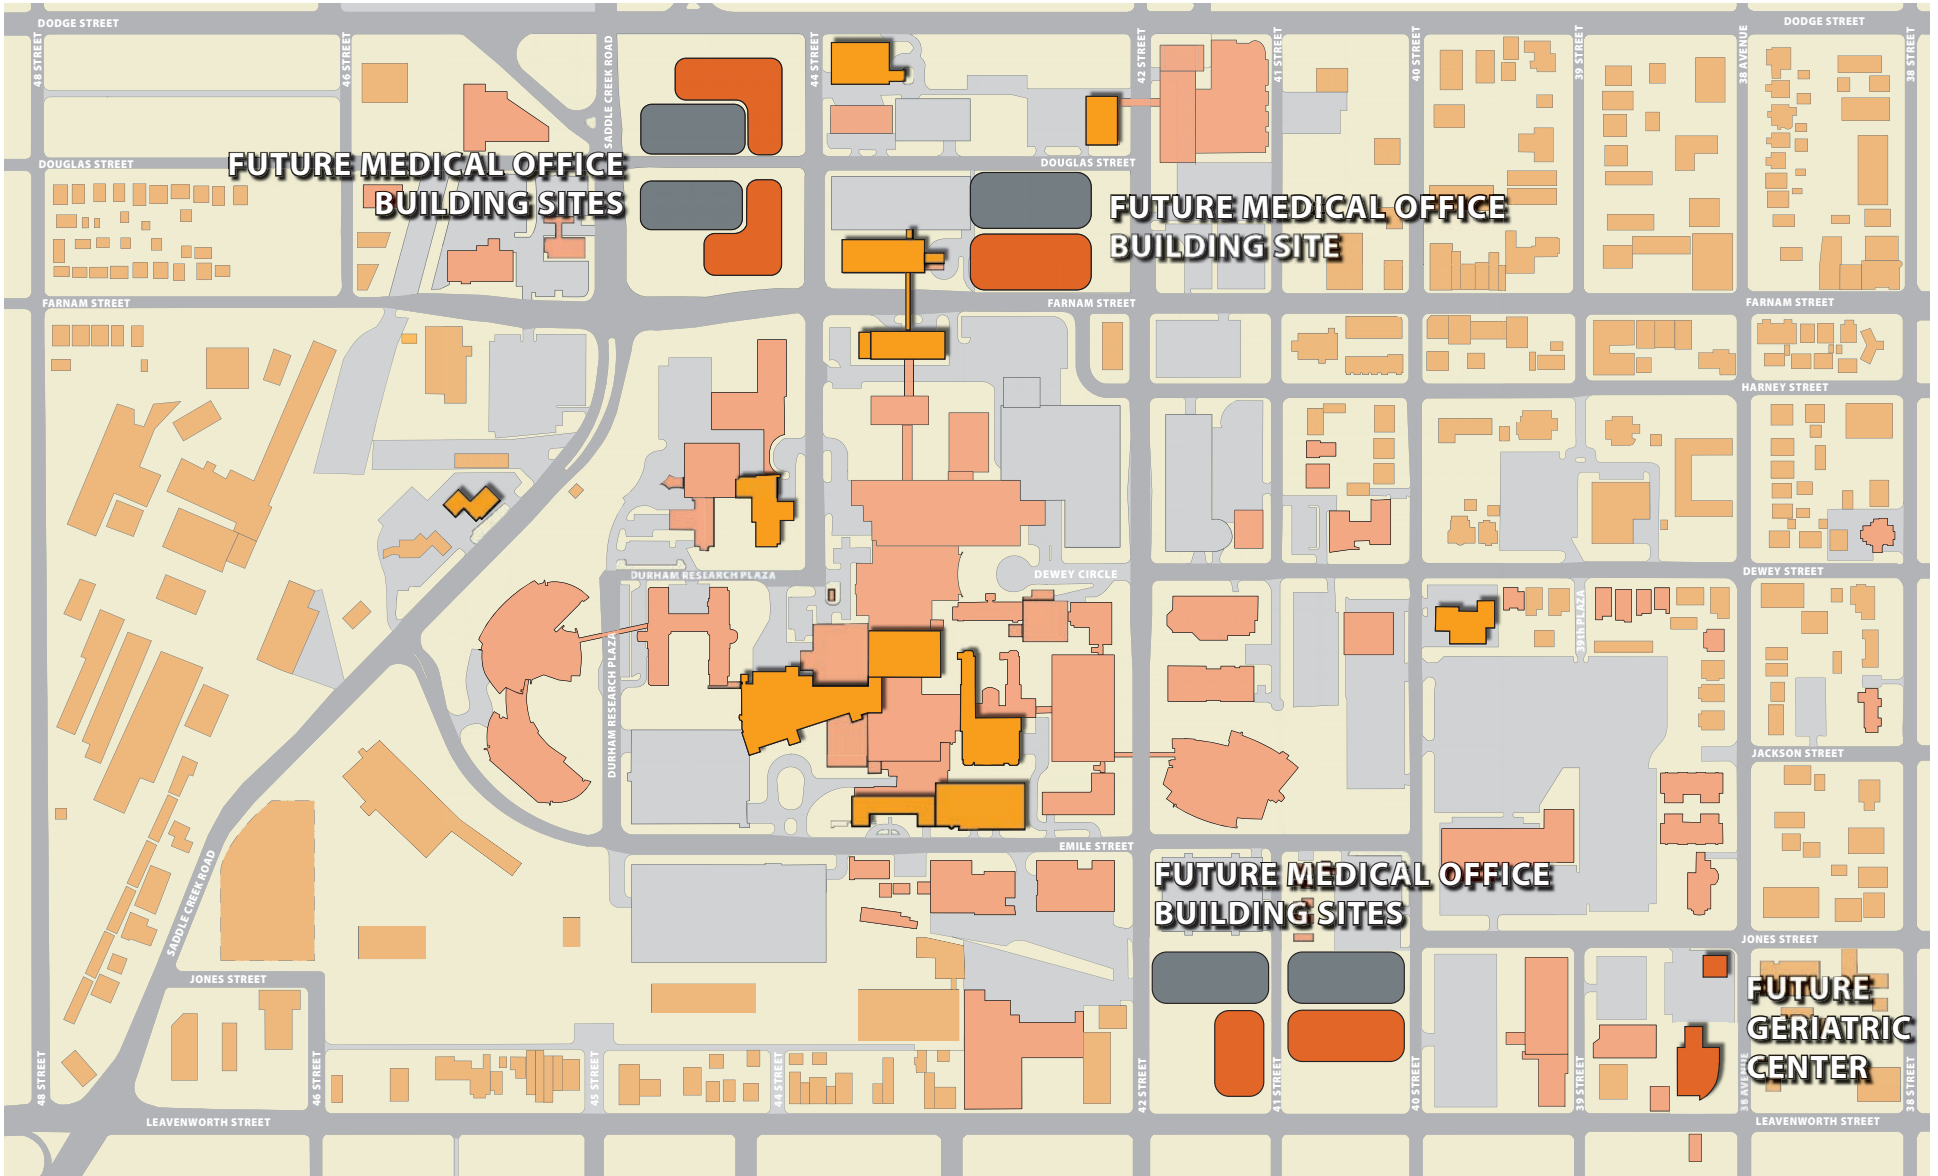 DODGE STREET
DODGE STREET
48 STREET
46 STREET
SADDLE CREEK ROAD
44 STREET
42 STREET
41 STREET
40 STREET
39 STREET
38 AVENUE
38 STREET
DOUGLAS STREET
DOUGLAS STREET
FUTURE MEDICAL OFFICE
BUILDING SITES
FUTURE MEDICAL OFFICE
BUILDING SITE
FARNAM STREET
FARNAM STREET
FARNAM STREET
HARNEY STREET
DURHAM RESEARCH PLAZA
DEWEY CIRCLE
DEWEY STREET
39th PLAZA
DURHAM RESEARCH PLAZA
JACKSON STREET
EMILE STREET
FUTURE MEDICAL OFFICE
BUILDING SITES
SADDLE CREEK ROAD
JONES STREET
JONES STREET
FUTURE
GERIATRIC
CENTER
48 STREET
46 STREET
45 STREET
44 STREET
42 STREET
41 STREET
40 STREET
39 STREET
38 AVENUE
38 STREET
LEAVENWORTH STREET
LEAVENWORTH STREET